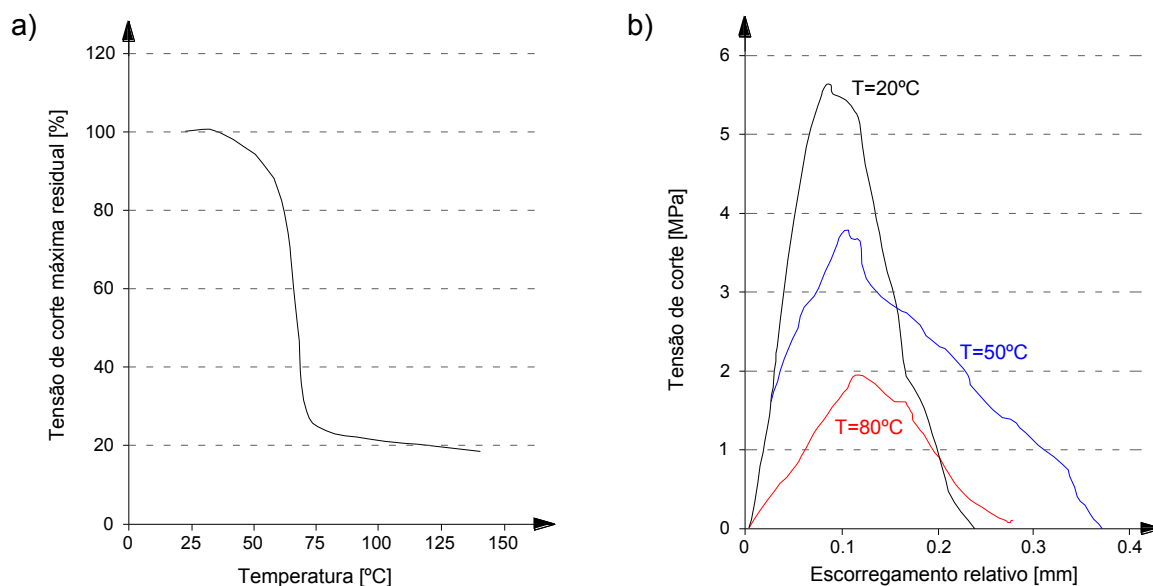 a)
120
100
80
60
40
20
0
Tensão de corte máxima residual [%]
0 25 50 75 100 125 150
Temperatura [ºC]
b)
6
5
4
3
2
1
0
Tensão de corte [MPa]
T=20ºC
T=50ºC
T=80ºC
0 0.1 0.2 0.3 0.4
Escorregamento relativo [mm]